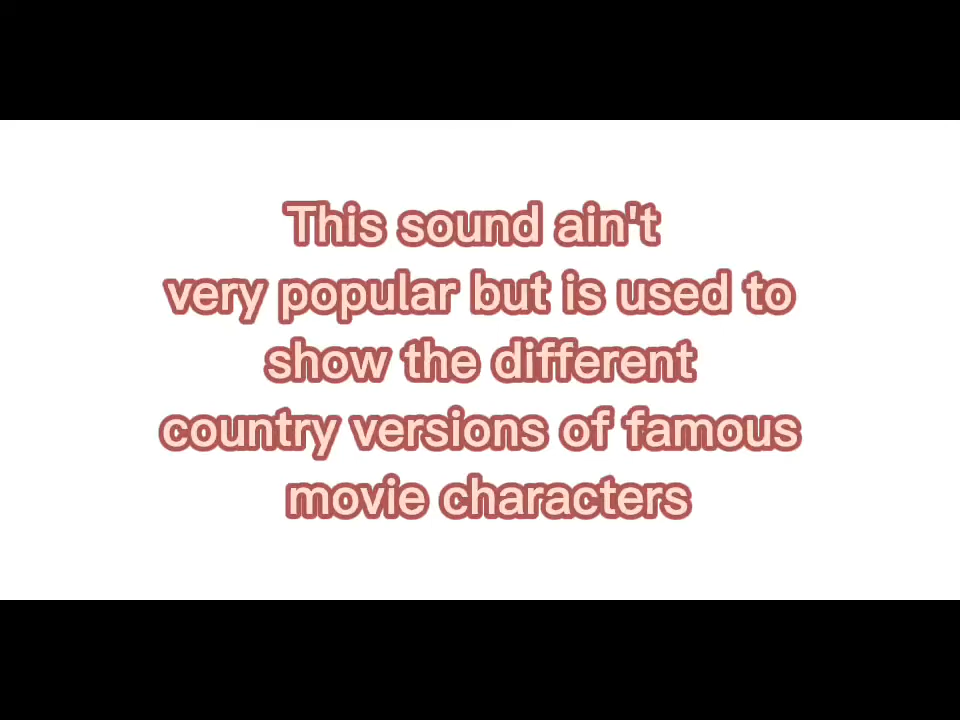 This sound ain't
very popular but is used to
show the different
country versions of famous
movie characters